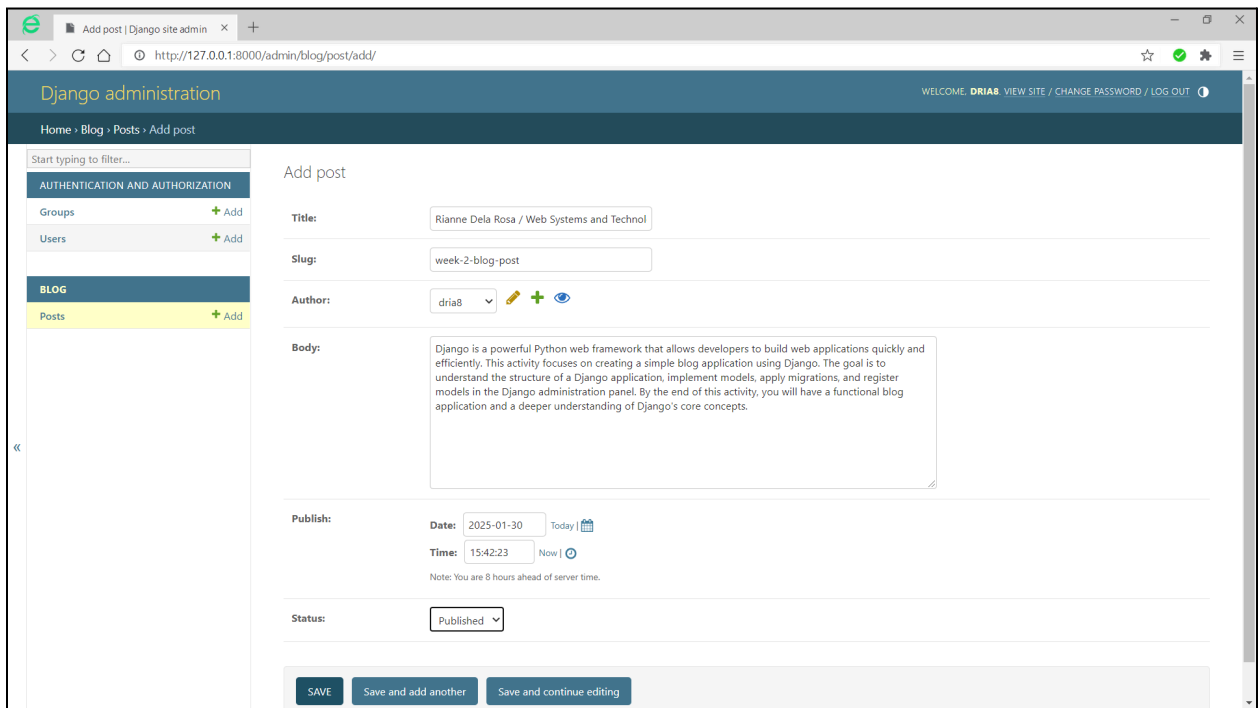 Add post | Django site admin
http://127.0.0.1:8000/admin/blog/post/add/
Django administration
WELCOME, DRIA8. VIEW SITE / CHANGE PASSWORD / LOG OUT
Home › Blog › Posts › Add post
Start typing to filter...
AUTHENTICATION AND AUTHORIZATION
Groups + Add
Users + Add
BLOG
Posts + Add
«
Add post
Title: Rianne Dela Rosa / Web Systems and Technol
Slug: week-2-blog-post
Author: dria8
Body: Django is a powerful Python web framework that allows developers to build web applications quickly and
efficiently. This activity focuses on creating a simple blog application using Django. The goal is to
understand the structure of a Django application, implement models, apply migrations, and register
models in the Django administration panel. By the end of this activity, you will have a functional blog
application and a deeper understanding of Django's core concepts.
Publish:
Date: 2025-01-30 Today |
Time: 15:42:23 Now |
Note: You are 8 hours ahead of server time.
Status: Published
SAVE Save and add another Save and continue editing